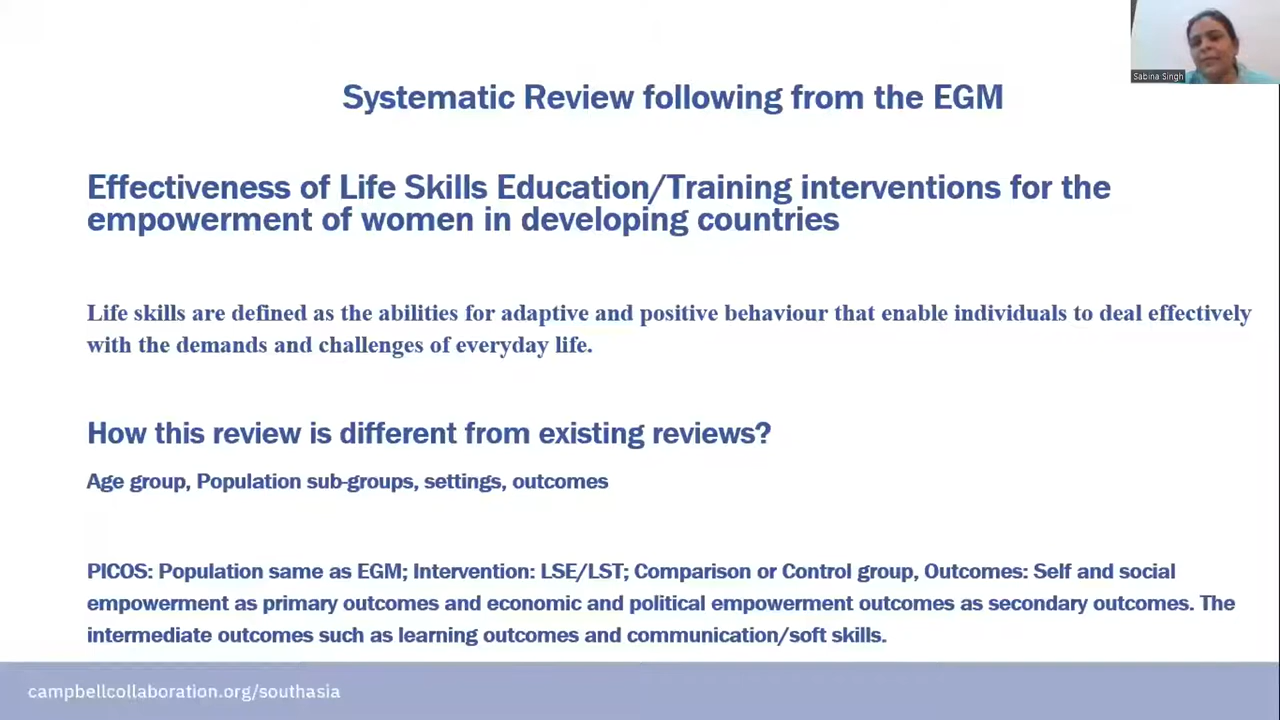 Sabina Singh
Systematic Review following from the EGM
Effectiveness of Life Skills Education/Training interventions for the
empowerment of women in developing countries
Life skills are defined as the abilities for adaptive and positive behaviour that enable individuals to deal effectively
with the demands and challenges of everyday life.
How this review is different from existing reviews?
Age group, Population sub-groups, settings, outcomes
PICOS: Population same as EGM; Intervention: LSE/LST; Comparison or Control group, Outcomes: Self and social
empowerment as primary outcomes and economic and political empowerment outcomes as secondary outcomes. The
intermediate outcomes such as learning outcomes and communication/soft skills.
campbellcollaboration.org/southasia